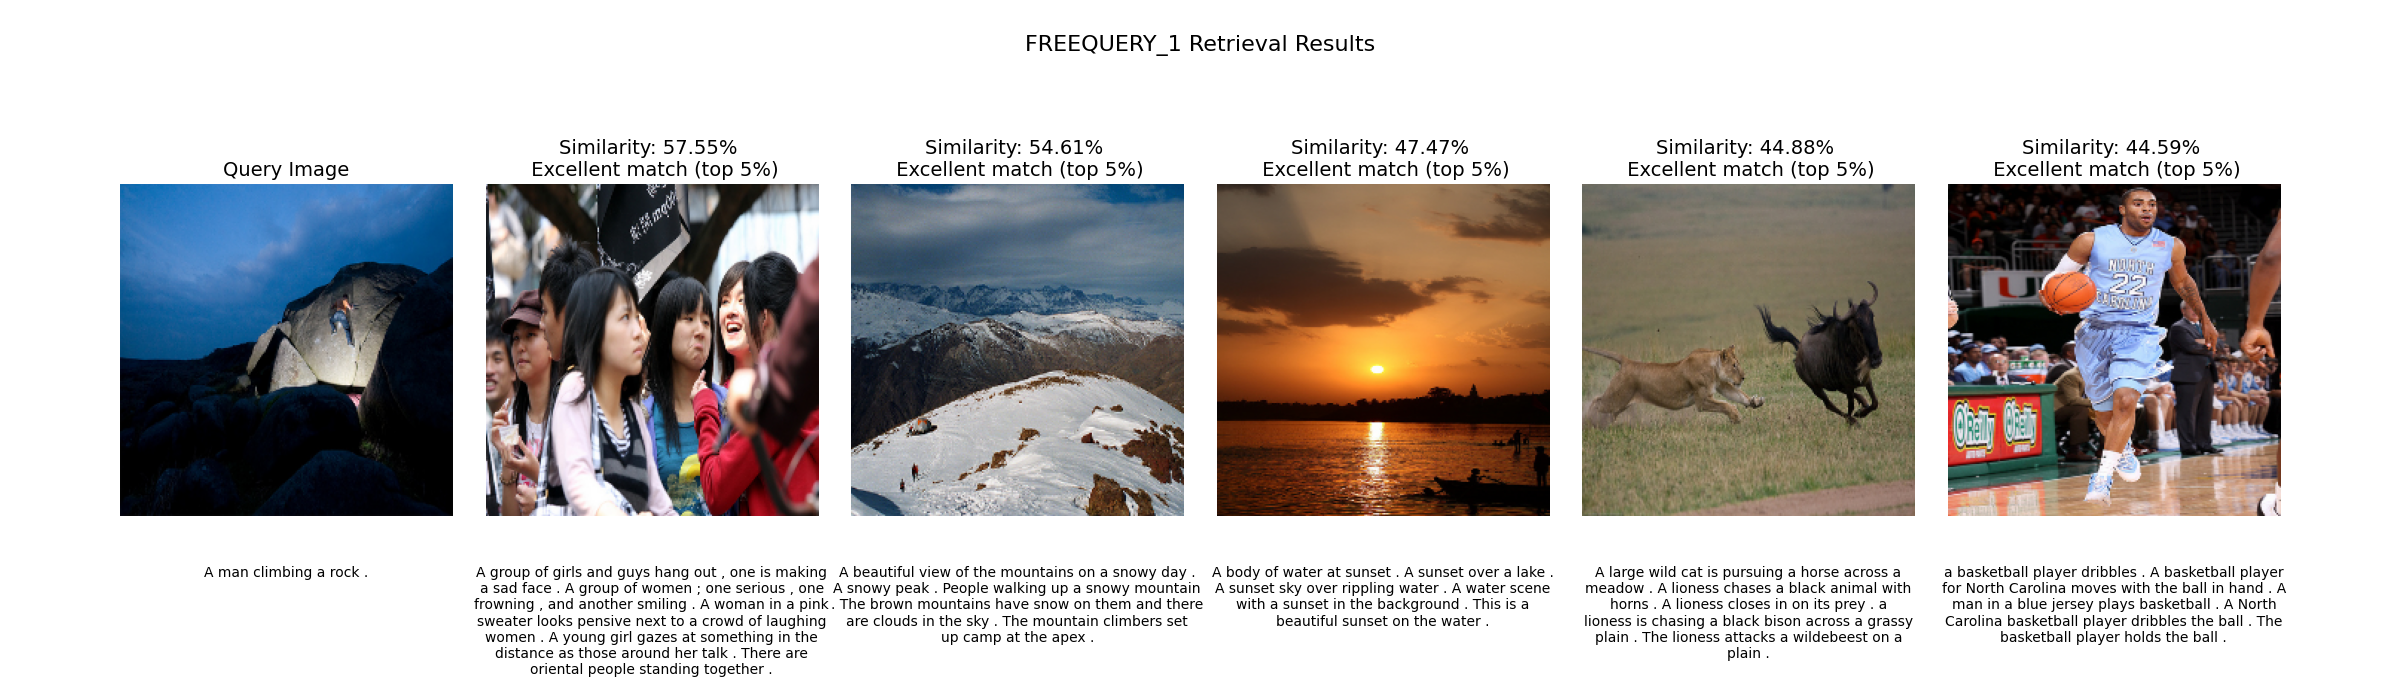 FREEQUERY_1 Retrieval Results
Query Image
Similarity: 57.55%
Excellent match (top 5%)
Similarity: 54.61%
Excellent match (top 5%)
Similarity: 47.47%
Excellent match (top 5%)
Similarity: 44.88%
Excellent match (top 5%)
Similarity: 44.59%
Excellent match (top 5%)
U
NORTH
22
CAROLINA
O'Reilly
O'Reilly
A man climbing a rock .
A group of girls and guys hang out , one is making
a sad face . A group of women ; one serious , one
frowning , and another smiling . A woman in a pink
sweater looks pensive next to a crowd of laughing
women . A young girl gazes at something in the
distance as those around her talk . There are
oriental people standing together .
A beautiful view of the mountains on a snowy day .
A snowy peak . People walking up a snowy mountain
. The brown mountains have snow on them and there
are clouds in the sky . The mountain climbers set
up camp at the apex .
A body of water at sunset . A sunset over a lake .
A sunset sky over rippling water . A water scene
with a sunset in the background . This is a
beautiful sunset on the water .
A large wild cat is pursuing a horse across a
meadow . A lioness chases a black animal with
horns . A lioness closes in on its prey . a
lioness is chasing a black bison across a grassy
plain . The lioness attacks a wildebeest on a
plain .
a basketball player dribbles . A basketball player
for North Carolina moves with the ball in hand . A
man in a blue jersey plays basketball . A North
Carolina basketball player dribbles the ball . The
basketball player holds the ball .